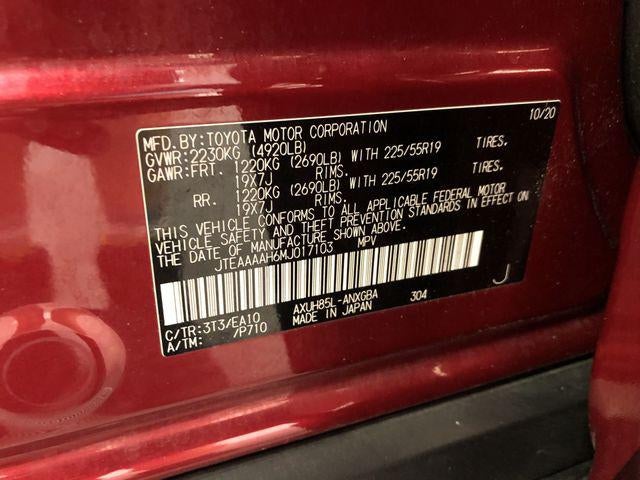 MFD.BY:TOYOTA MOTOR CORPORATION 10/20
GVWR:2230KG (4920LB)
GAWR:FRT. 1220KG (2690LB) WITH 225/55R19 TIRES.
19X7J RIMS.
RR. 1220KG (2690LB) WITH 225/55R19 TIRES.
19X7J RIMS.
THIS VEHICLE CONFORMS TO ALL APPLICABLE FEDERAL MOTOR
VEHICLE SAFETY AND THEFT PREVENTION STANDARDS IN EFFECT ON
THE DATE OF MANUFACTURE SHOWN ABOVE.
JTEAAAAH6MJ017103 MPV
C/TR:3T3/EA10 AXUH85L-ANXGBA 304 J
A/TM: /P710 MADE IN JAPAN